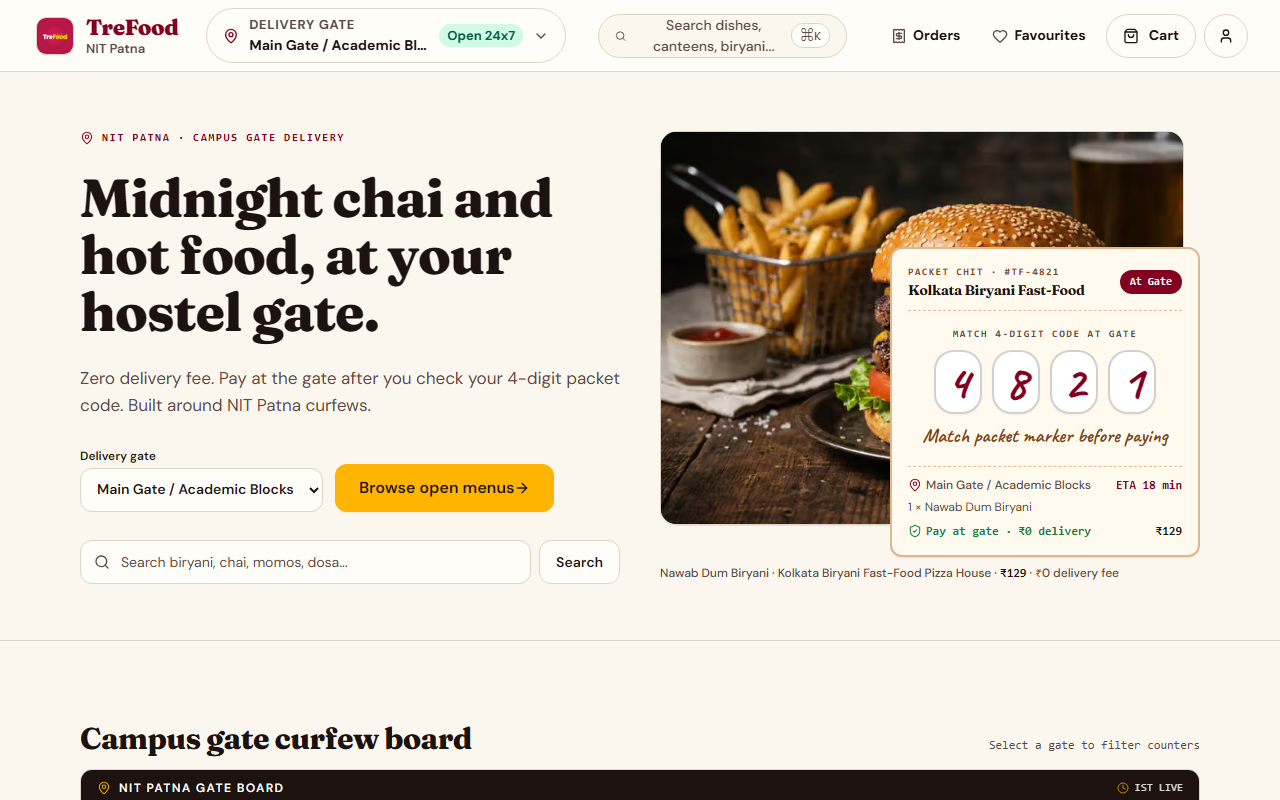 TreFood
TreFood
NIT Patna
DELIVERY GATE
Main Gate / Academic Bl...
Open 24x7
Search dishes,
canteens, biryani...
⌘K
Orders
Favourites
Cart
NIT PATNA · CAMPUS GATE DELIVERY
Midnight chai and
hot food, at your
hostel gate.
Zero delivery fee. Pay at the gate after you check your 4-digit packet
code. Built around NIT Patna curfews.
Delivery gate
Main Gate / Academic Blocks
Browse open menus→
Search biryani, chai, momos, dosa...
Search
PACKET CHIT · #TF-4821
Kolkata Biryani Fast-Food
At Gate
MATCH 4-DIGIT CODE AT GATE
4 8 2 1
Match packet marker before paying
Main Gate / Academic Blocks
ETA 18 min
1 × Nawab Dum Biryani
Pay at gate · ₹0 delivery
₹129
Nawab Dum Biryani · Kolkata Biryani Fast-Food Pizza House · ₹129 · ₹0 delivery fee
Campus gate curfew board
Select a gate to filter counters
NIT PATNA GATE BOARD
IST LIVE